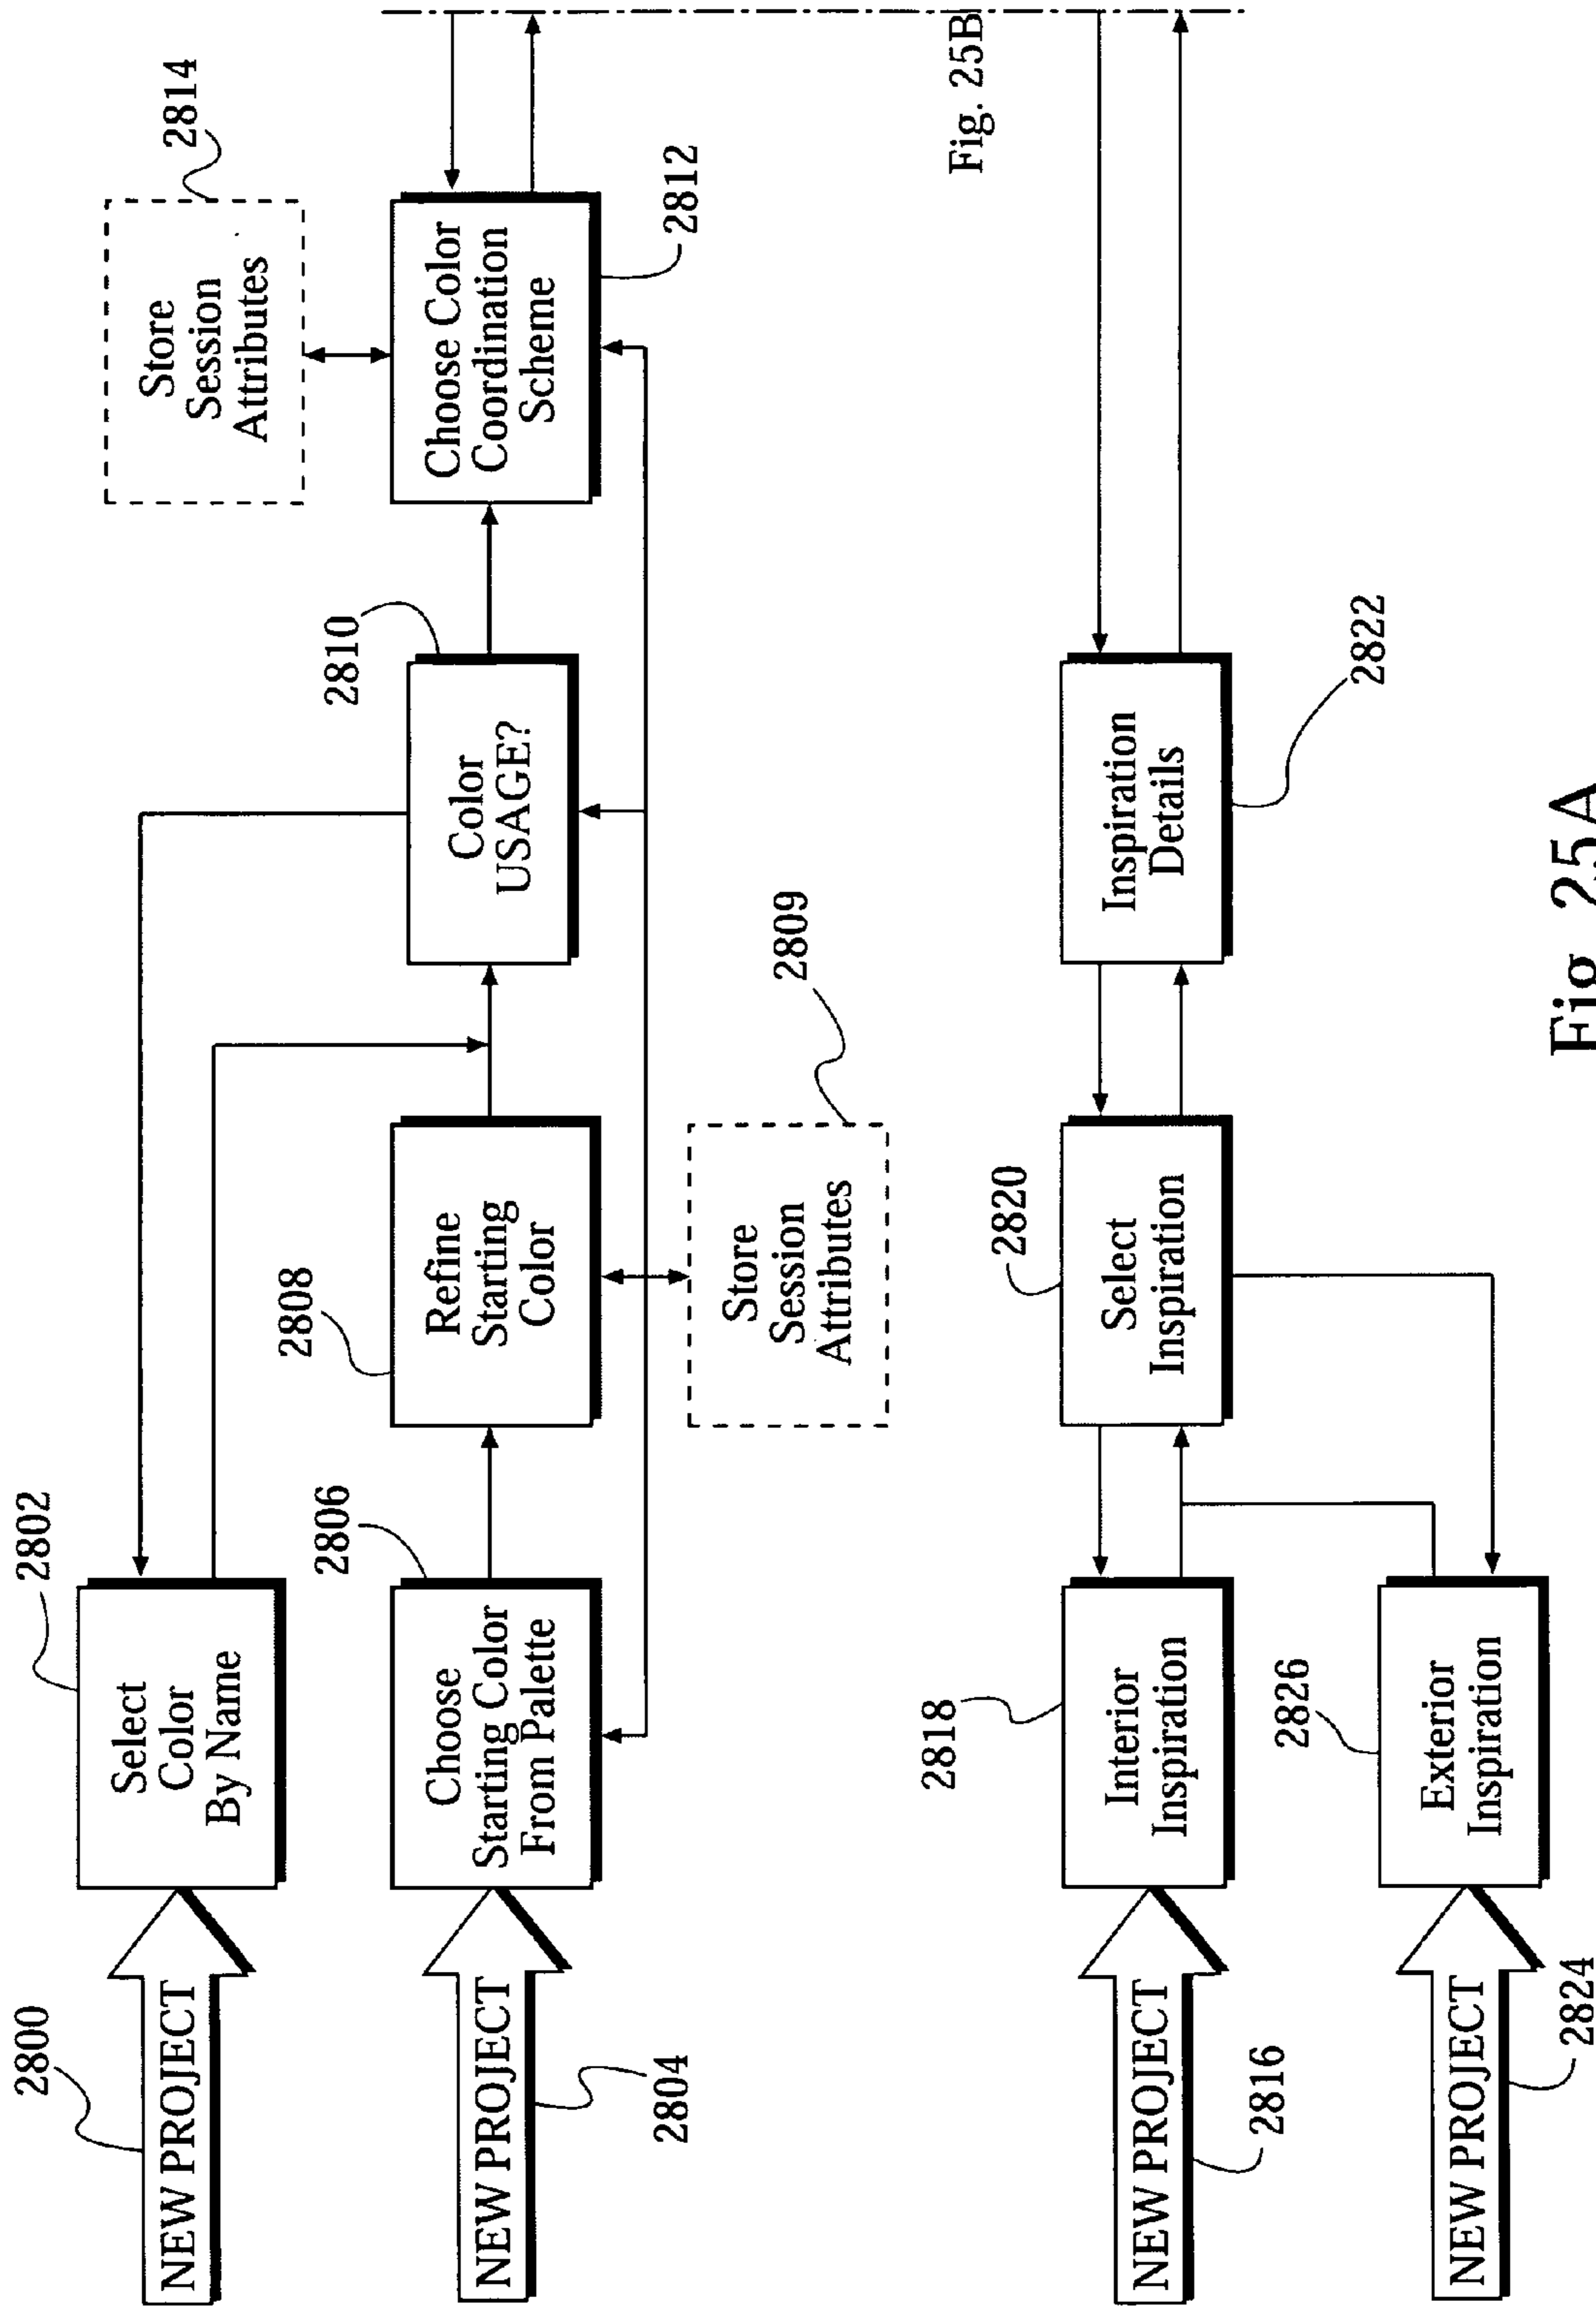 2800
NEW PROJECT
2802
Select
Color
By Name
2804
NEW PROJECT
2806
Choose
Starting Color
From Palette
2808
Refine
Starting
Color
2809
Store
Session
Attributes
2810
Color
USAGE?
2812
Choose Color
Coordination
Scheme
2814
Store
Session
Attributes
Fig. 25B
2816
NEW PROJECT
2818
Interior
Inspiration
2820
Select
Inspiration
2822
Inspiration
Details
2824
NEW PROJECT
2826
Exterior
Inspiration
Fig. 25A